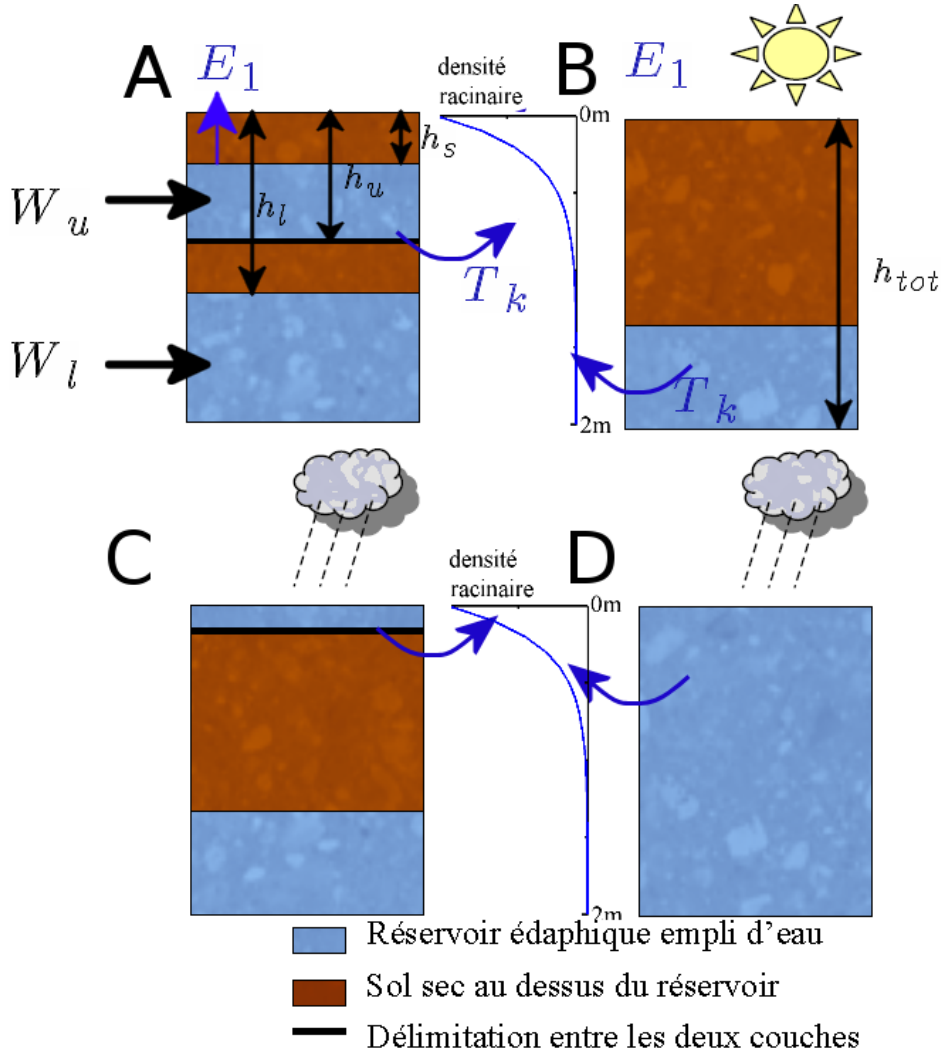 A
E₁
densité
racinaire
B
E₁
0m
hₛ
hᵤ
hₗ
Wᵤ
Tₖ
hₜₒₜ
Wₗ
Tₖ
2m
C
densité
racinaire
D
0m
2m
Réservoir édaphique empli d'eau
Sol sec au dessus du réservoir
Délimitation entre les deux couches